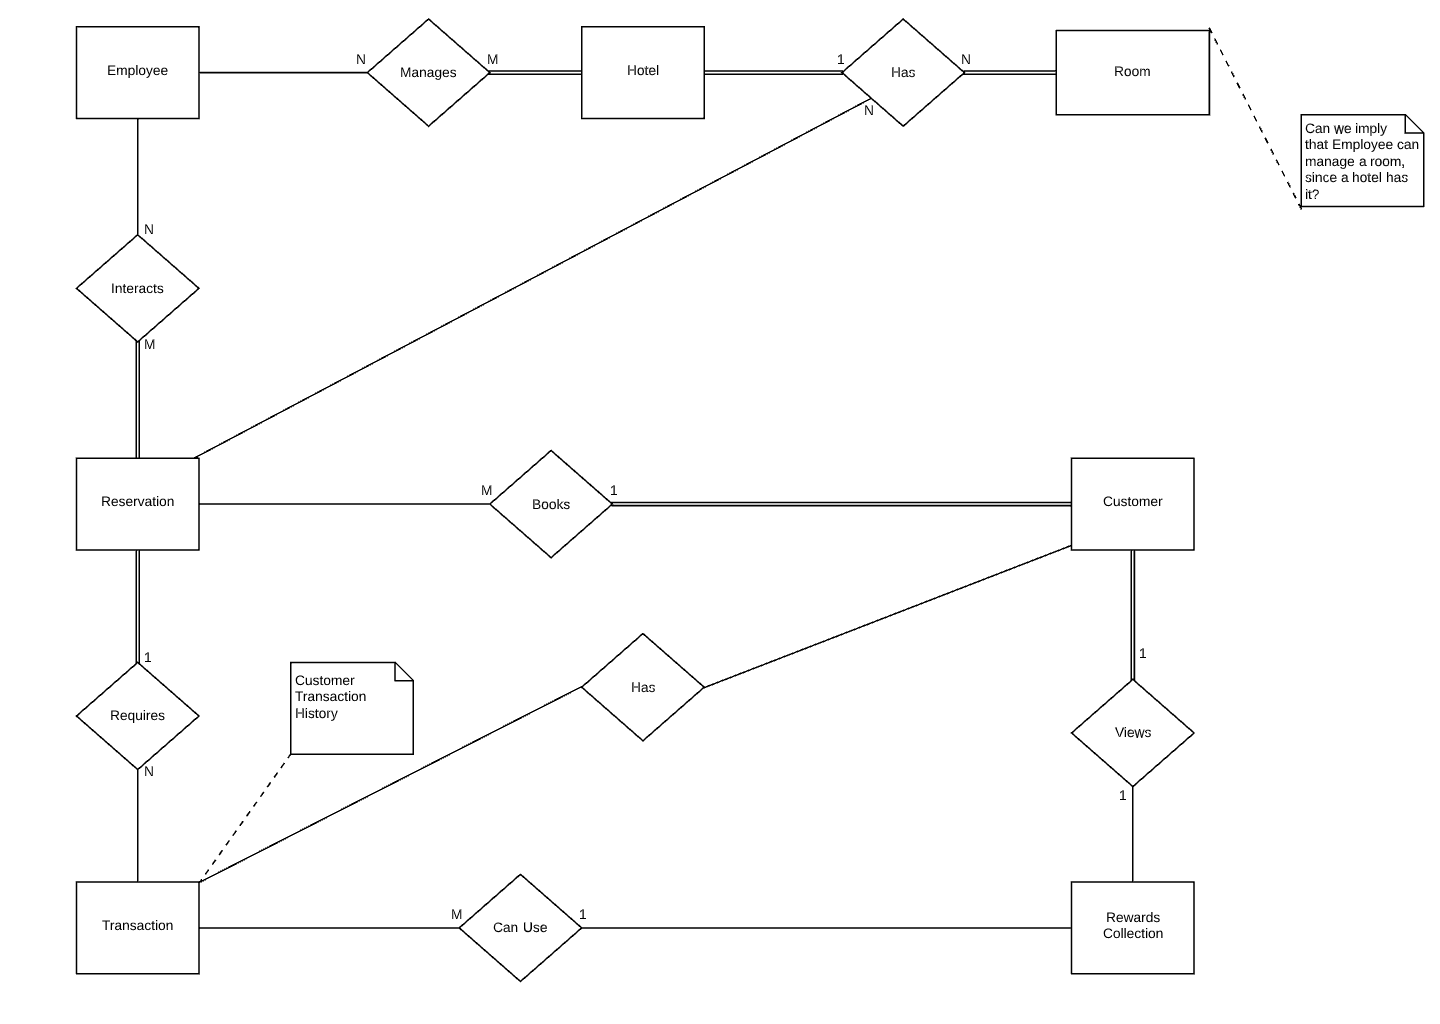 N
M
1
N
Employee
Manages
Hotel
Has
Room
N
Can we imply
that Employee can
manage a room,
since a hotel has
it?
N
Interacts
M
M
1
Reservation
Books
Customer
1
1
Customer
Transaction
History
Has
Requires
Views
N
1
M
1
Transaction
Can Use
Rewards
Collection